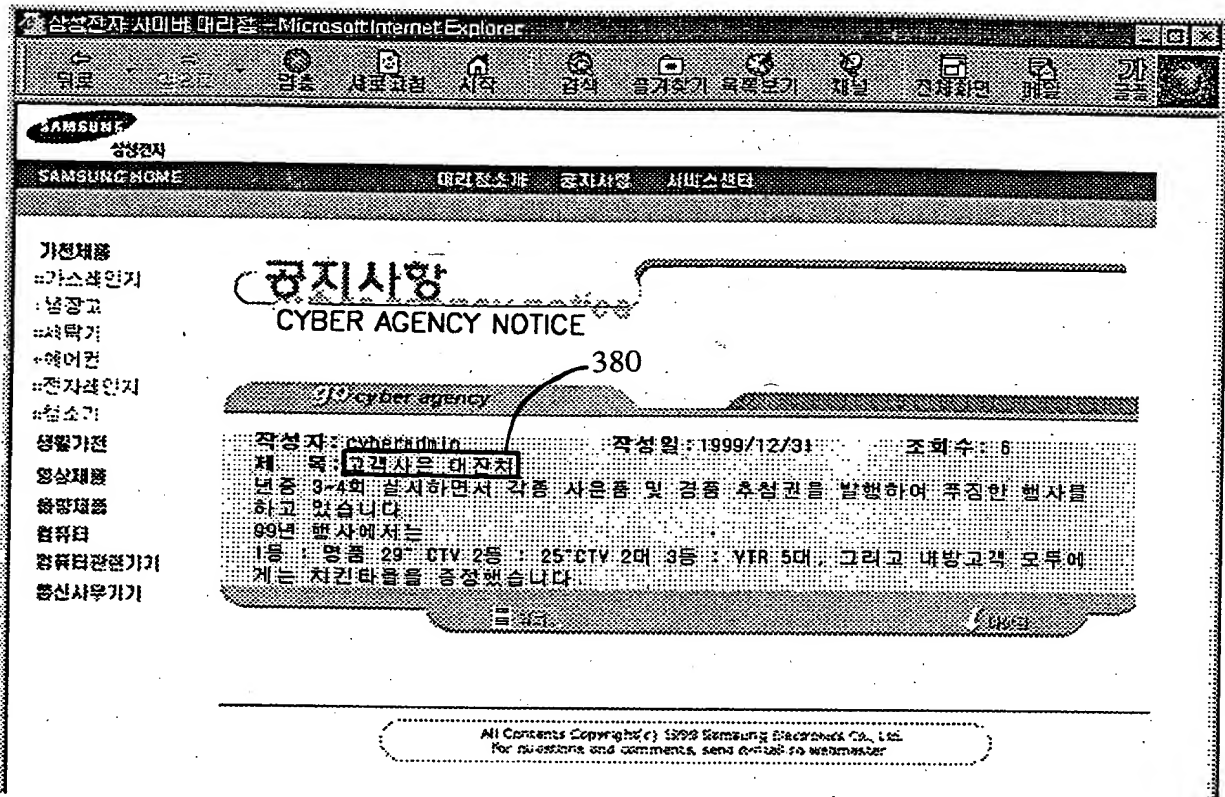 삼성전자 사이버 대리점 - Microsoft Internet Explorer
뒤로 멈춤 새로고침 시작 검색 즐겨찾기 목록보기 채널 전체화면 메일 글꼴
가
SAMSUNG
삼성전자
SAMSUNG HOME 대리점소개 공지사항 서비스센터
가전제품
::가스레인지
::냉장고
::세탁기
::에어컨
::전자레인지
::청소기
생활가전
영상제품
음향제품
컴퓨터
컴퓨터관련기기
통신사무기기
공지사항
CYBER AGENCY NOTICE
380
go cyber agency
작성자: cyberadmin 작성일:1999/12/31 조회수: 6
제 목: 고객사은 대잔치
년중 3~4회 실시하면서 각종 사은품 및 경품 추첨권을 발행하여 푸짐한 행사를
하고 있습니다.
99년 행사에서는
1등 : 명품 29" CTV 2등 : 25"CTV 2대 3등 : VTR 5대, 그리고 내방고객 모두에
게는 치킨타올을 증정했습니다.
All Contents Copyright(c) 1999 Samsung Electronics Co., Ltd.
For questions and comments, send e-mail to webmaster